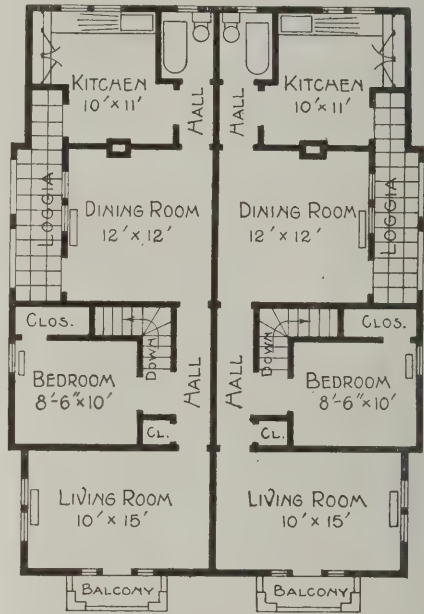 KITCHEN
10' x 11'
HALL
HALL
KITCHEN
10' x 11'
LOGGIA
DINING ROOM
12' x 12'
DINING ROOM
12' x 12'
LOGGIA
CLOS.
DOWN
DOWN
CLOS.
BEDROOM
8'-6" x 10'
HALL
HALL
BEDROOM
8'-6" x 10'
CL.
CL.
LIVING ROOM
10' x 15'
LIVING ROOM
10' x 15'
BALCONY
BALCONY